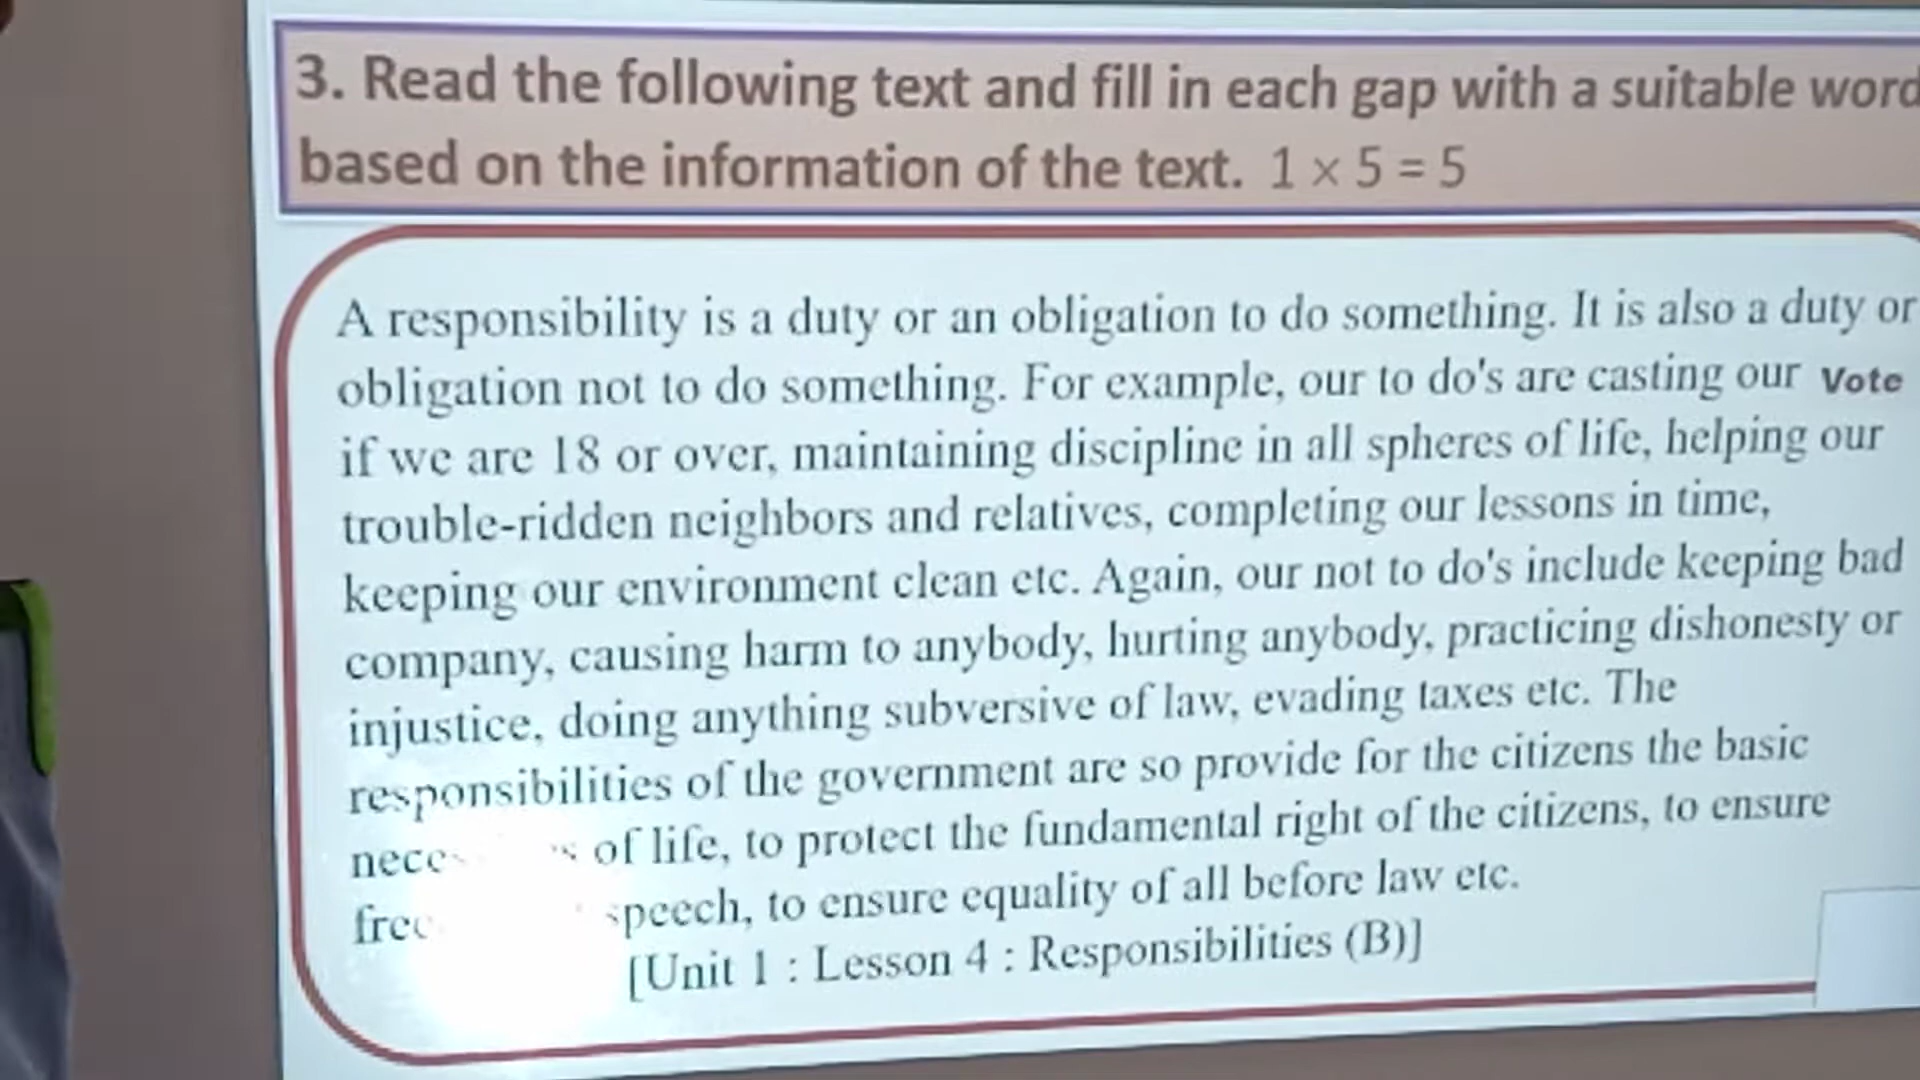 3. Read the following text and fill in each gap with a suitable word
based on the information of the text. 1 × 5 = 5
A responsibility is a duty or an obligation to do something. It is also a duty or
obligation not to do something. For example, our to do's are casting our Vote
if we are 18 or over, maintaining discipline in all spheres of life, helping our
trouble-ridden neighbors and relatives, completing our lessons in time,
keeping our environment clean etc. Again, our not to do's include keeping bad
company, causing harm to anybody, hurting anybody, practicing dishonesty or
injustice, doing anything subversive of law, evading taxes etc. The
responsibilities of the government are so provide for the citizens the basic
of life, to protect the fundamental right of the citizens, to ensure
speech, to ensure equality of all before law etc.
[Unit 1 : Lesson 4 : Responsibilities (B)]